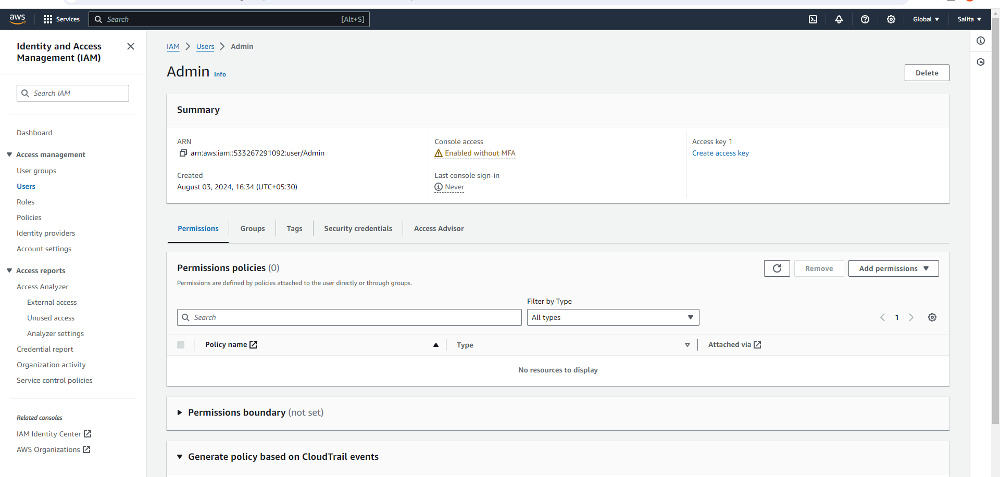 aws
Services
Search
[Alt+S]
Global
Salita
Identity and Access
Management (IAM)
Search IAM
Dashboard
Access management
User groups
Users
Roles
Policies
Identity providers
Account settings
Access reports
Access Analyzer
External access
Unused access
Analyzer settings
Credential report
Organization activity
Service control policies
Related consoles
IAM Identity Center
AWS Organizations
IAM
Users
Admin
Admin
Info
Delete
Summary
ARN
arn:aws:iam::533267291092:user/Admin
Created
August 03, 2024, 16:34 (UTC+05:30)
Console access
Enabled without MFA
Last console sign-in
Never
Access key 1
Create access key
Permissions
Groups
Tags
Security credentials
Access Advisor
Permissions policies (0)
Permissions are defined by policies attached to the user directly or through groups.
Remove
Add permissions
Filter by Type
Search
All types
1
Policy name
Type
Attached via
No resources to display
Permissions boundary (not set)
Generate policy based on CloudTrail events